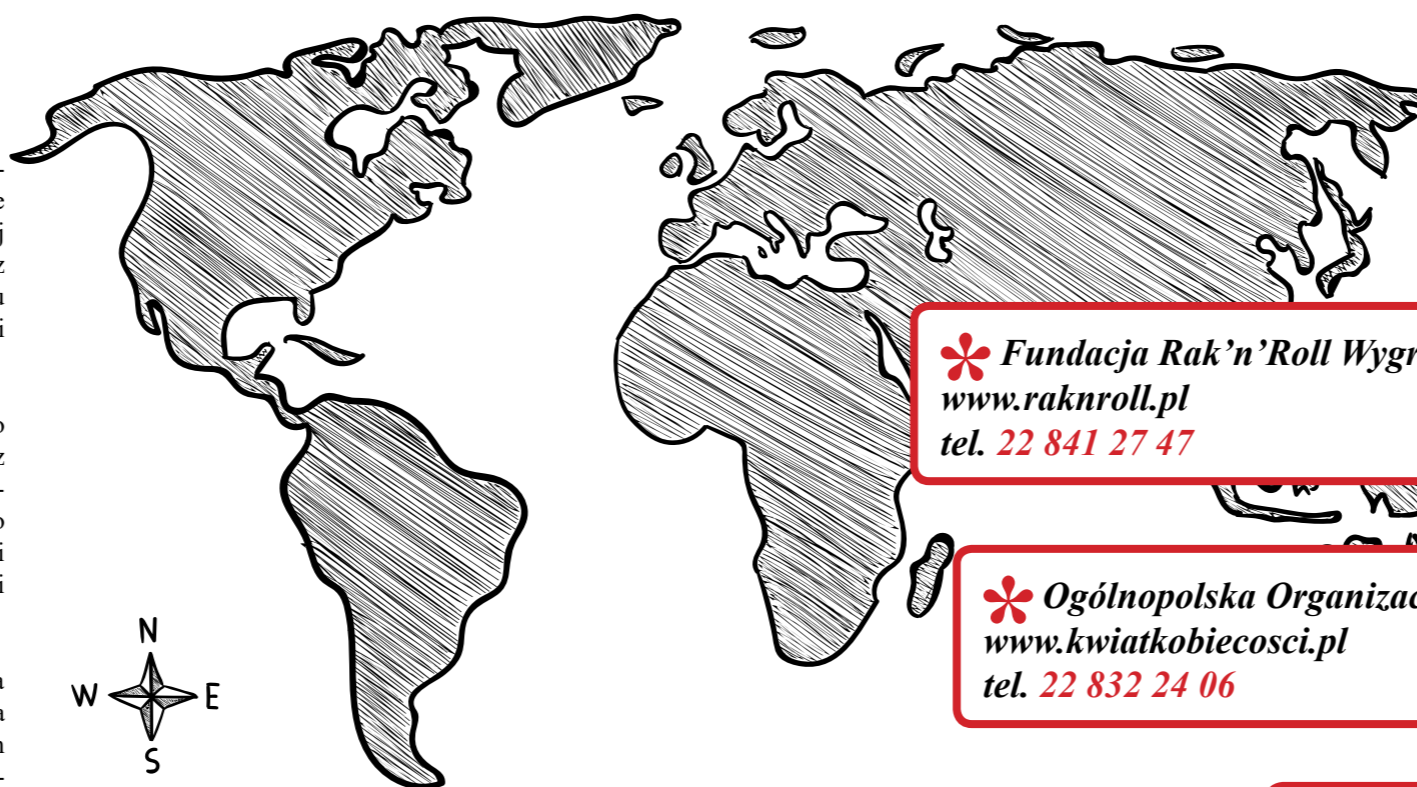 -
e
j
z
u
i
o
z
-
o
i
i
a
a
n
-
N
W E
S
* Fundacja Rak’n’Roll
www.raknroll.pl
tel. 22 841 27 47
* Ogólnopolska
www.kwiatkobiecosci.pl
tel. 22 832 24 06